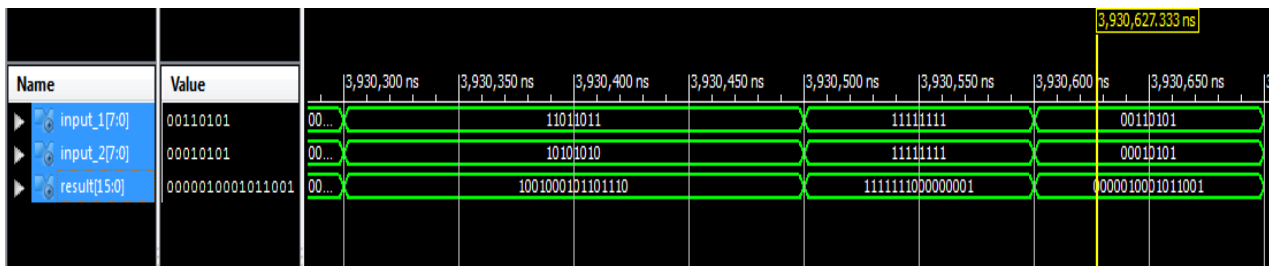 3,930,627.333 ns
Name Value 3,930,300 ns 3,930,350 ns 3,930,400 ns 3,930,450 ns 3,930,500 ns 3,930,550 ns 3,930,600 ns 3,930,650 ns
input_1[7:0] 00110101 00... 11011011 11111111 00110101
input_2[7:0] 00010101 00... 10101010 11111111 00010101
result[15:0] 0000010001011001 00... 1001000101101110 1111111000000001 0000010001011001